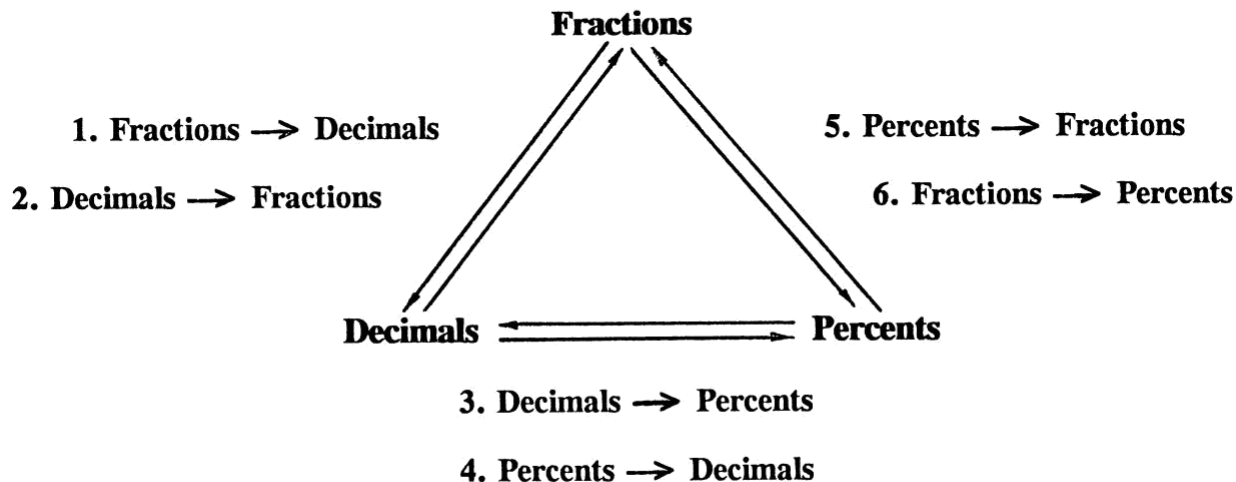 Fractions
1. Fractions → Decimals
5. Percents → Fractions
2. Decimals → Fractions
6. Fractions → Percents
Decimals
Percents
3. Decimals → Percents
4. Percents → Decimals